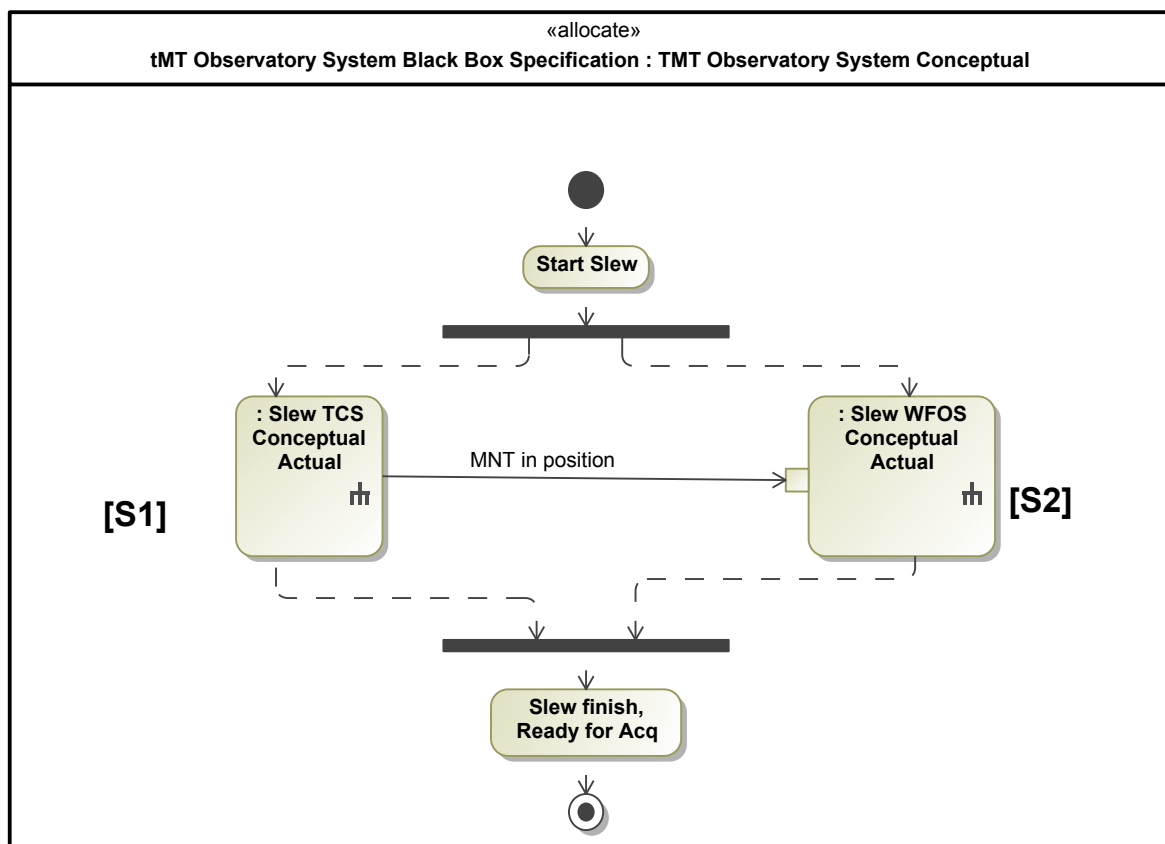 «allocate»
tMT Observatory System Black Box Specification : TMT Observatory System Conceptual
Start Slew
: Slew TCS
Conceptual
Actual
: Slew WFOS
Conceptual
Actual
MNT in position
[S1]
[S2]
Slew finish,
Ready for Acq